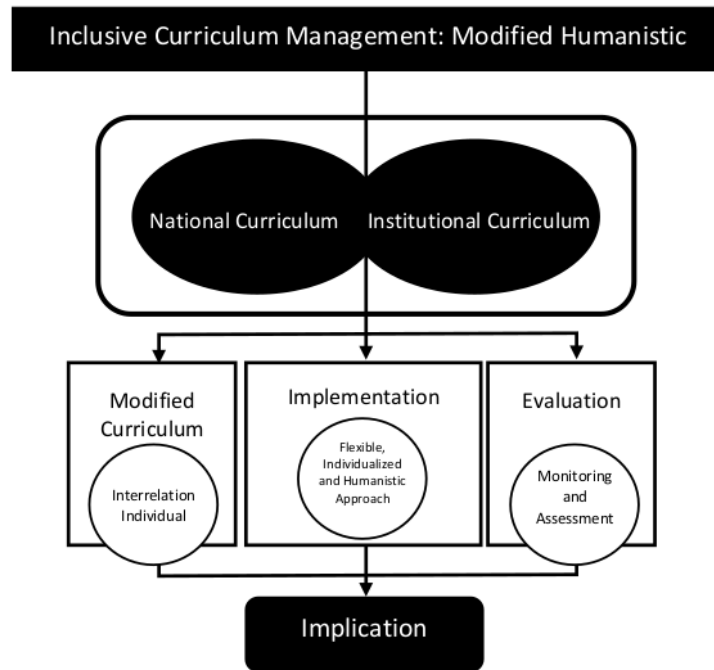 Inclusive Curriculum Management: Modified Humanistic
National Curriculum
Institutional Curriculum
Modified
Curriculum
Interrelation
Individual
Implementation
Flexible,
Individualized
and Humanistic
Approach
Evaluation
Monitoring
and
Assessment
Implication